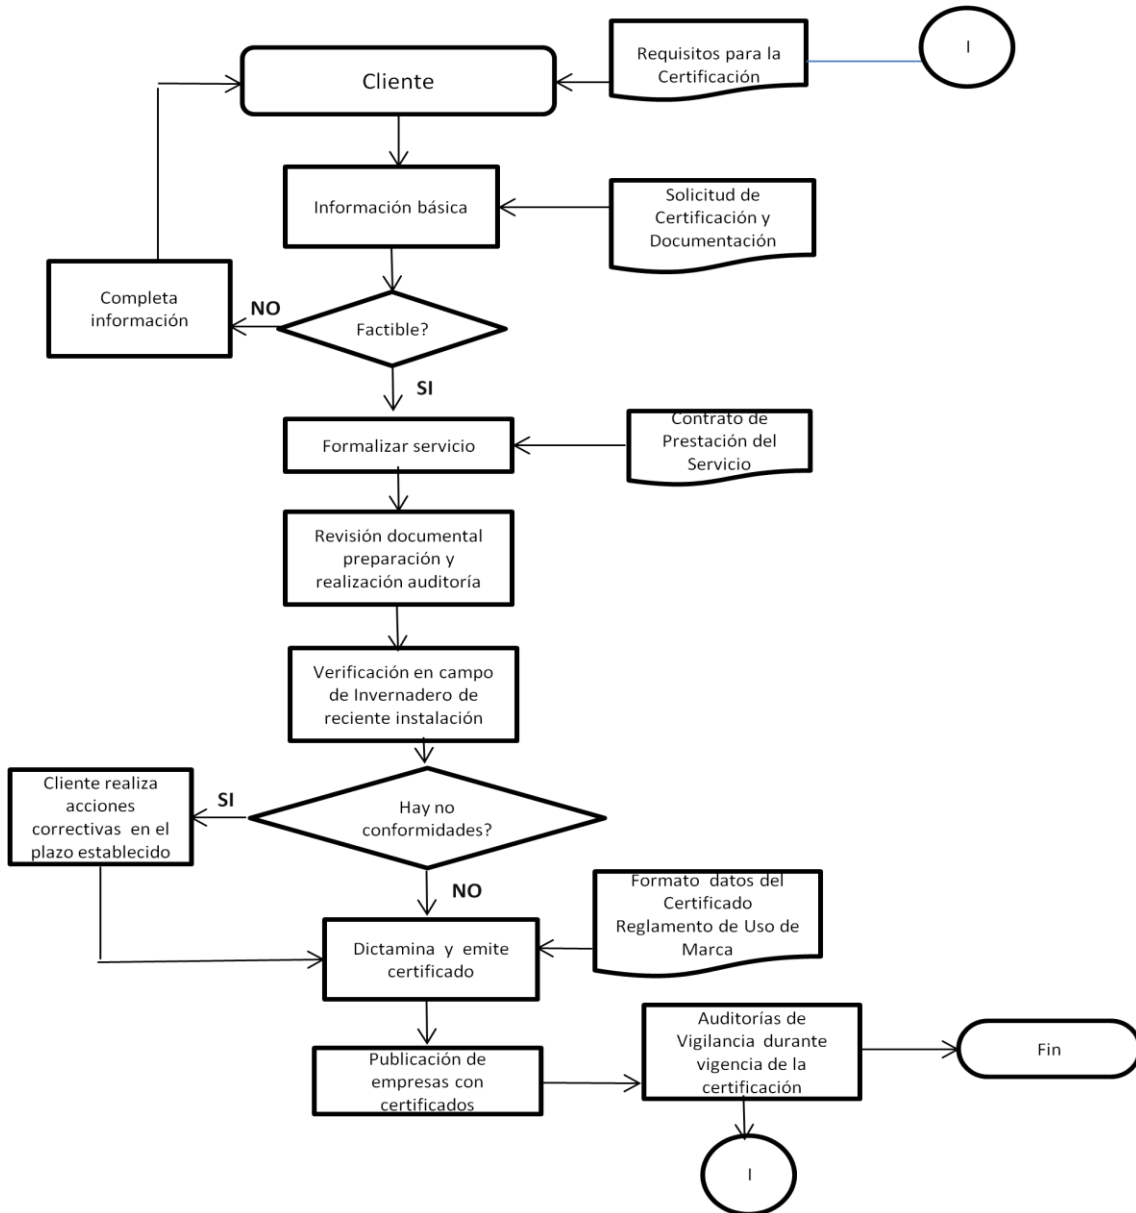 I
Requisitos para la
Certificación
Cliente
Información básica
Solicitud de
Certificación y
Documentación
Completa
información
NO
Factible?
SI
Formalizar servicio
Contrato de
Prestación del
Servicio
Revisión documental
preparación y
realización auditoría
Verificación en campo
de Invernadero de
reciente instalación
Cliente realiza
acciones
correctivas en el
plazo establecido
SI
Hay no
conformidades?
NO
Formato datos del
Certificado
Reglamento de Uso de
Marca
Dictamina y emite
certificado
Publicación de
empresas con
certificados
Auditorías de
Vigilancia durante
vigencia de la
certificación
Fin
I